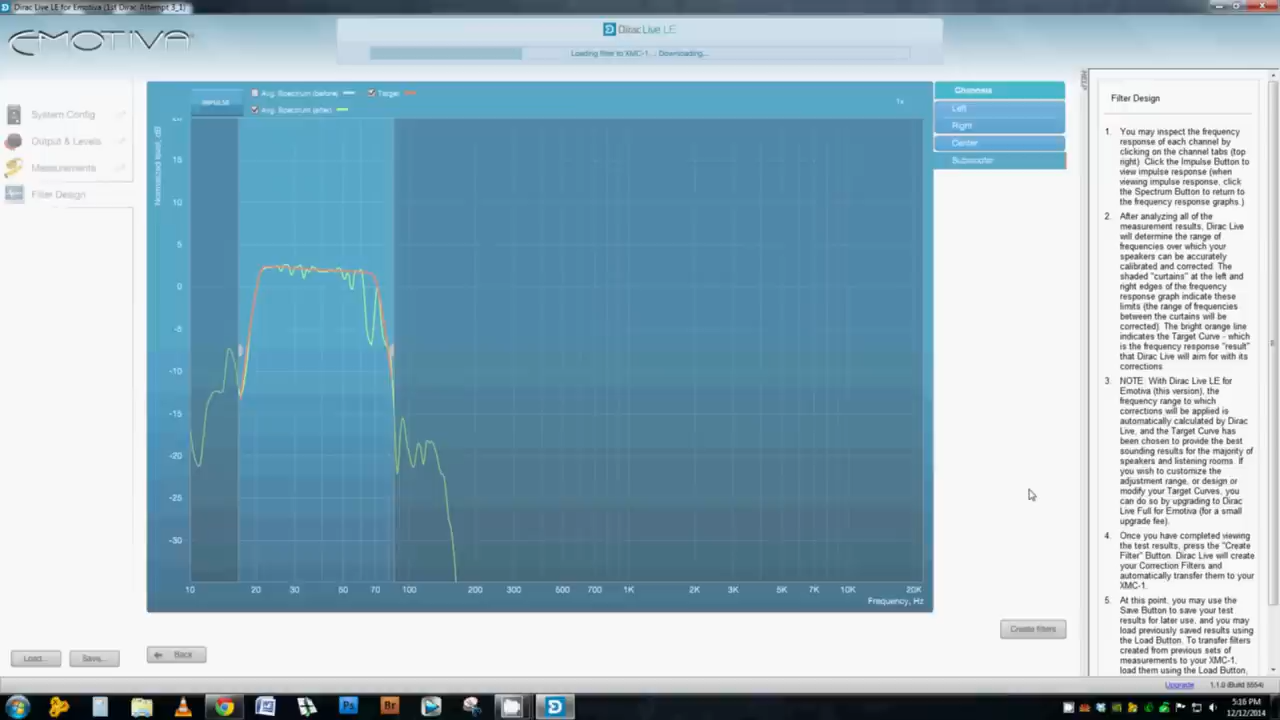 Dirac Live LE for Emotiva (1st Dirac Attempt 3_1)
EMOTIVA
Dirac Live LE
Loading filter to XMC-1... Downloading...
System Config
Output & Levels
Measurements
Filter Design
IMPULSE
Avg. Spectrum (before)
Target
Avg. Spectrum (after)
1x
Normalized level, dB
20
15
10
5
0
-5
-10
-15
-20
-25
-30
10 20 30 50 70 100 200 300 500 700 1K 2K 3K 5K 7K 10K 20K
Frequency, Hz
Channels
Left
Right
Center
Subwoofer
Create filters
Load...
Save...
Back
HELP
Filter Design
1. You may inspect the frequency
response of each channel by
clicking on the channel tabs (top
right). Click the Impulse Button to
view impulse response (when
viewing impulse response, click
the Spectrum Button to return to
the frequency response graphs.)
2. After analyzing all of the
measurement results, Dirac Live
will determine the range of
frequencies over which your
speakers can be accurately
calibrated and corrected. The
shaded "curtains" at the left and
right edges of the frequency
response graph indicate these
limits (the range of frequencies
between the curtains will be
corrected). The bright orange line
indicates the Target Curve - which
is the frequency response "result"
that Dirac Live will aim for with its
corrections
3. NOTE: With Dirac Live LE for
Emotiva (this version), the
frequency range to which
corrections will be applied is
automatically calculated by Dirac
Live, and the Target Curve has
been chosen to provide the best
sounding results for the majority of
speakers and listening rooms. If
you wish to customize the
adjustment range, or design or
modify your Target Curves, you
can do so by upgrading to Dirac
Live Full for Emotiva (for a small
upgrade fee).
4. Once you have completed viewing
the test results, press the "Create
Filter" Button. Dirac Live will create
your Correction Filters and
automatically transfer them to your
XMC-1.
5. At this point, you may use the
Save Button to save your test
results for later use, and you may
load previously saved results using
the Load Button. To transfer filters
created from previous sets of
measurements to your XMC-1,
load them using the Load Button,
Upgrade 1.1.0 (Build 5554)
Ps
Br
5:16 PM
12/12/2014